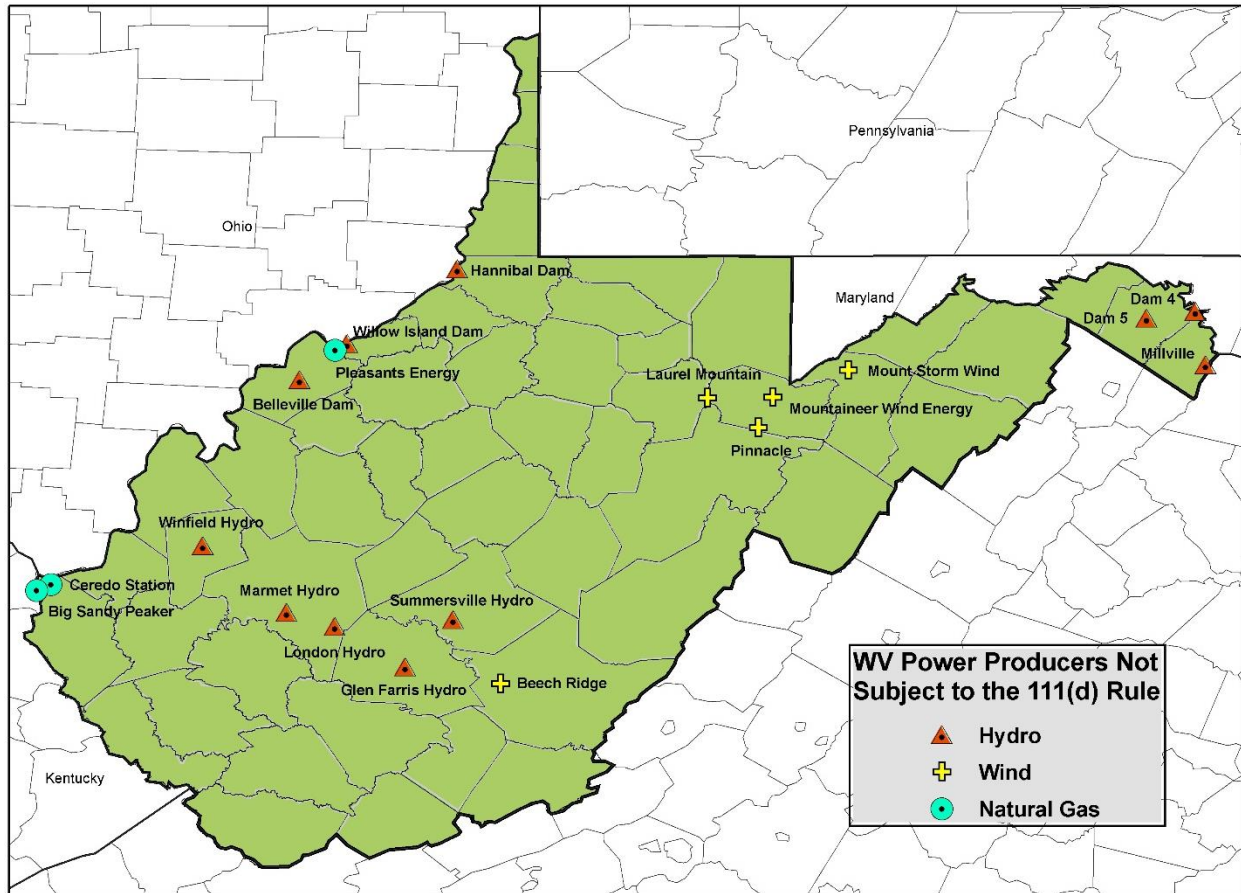 Pennsylvania
Ohio
Hannibal Dam
Maryland
Dam 4
Dam 5
Willow Island Dam
Millville
Pleasants Energy
Laurel Mountain
Mount Storm Wind
Belleville Dam
Mountaineer Wind Energy
Pinnacle
Winfield Hydro
Ceredo Station
Marmet Hydro
Summersville Hydro
Big Sandy Peaker
London Hydro
Glen Farris Hydro
Beech Ridge
Kentucky
WV Power Producers Not
Subject to the 111(d) Rule
Hydro
Wind
Natural Gas